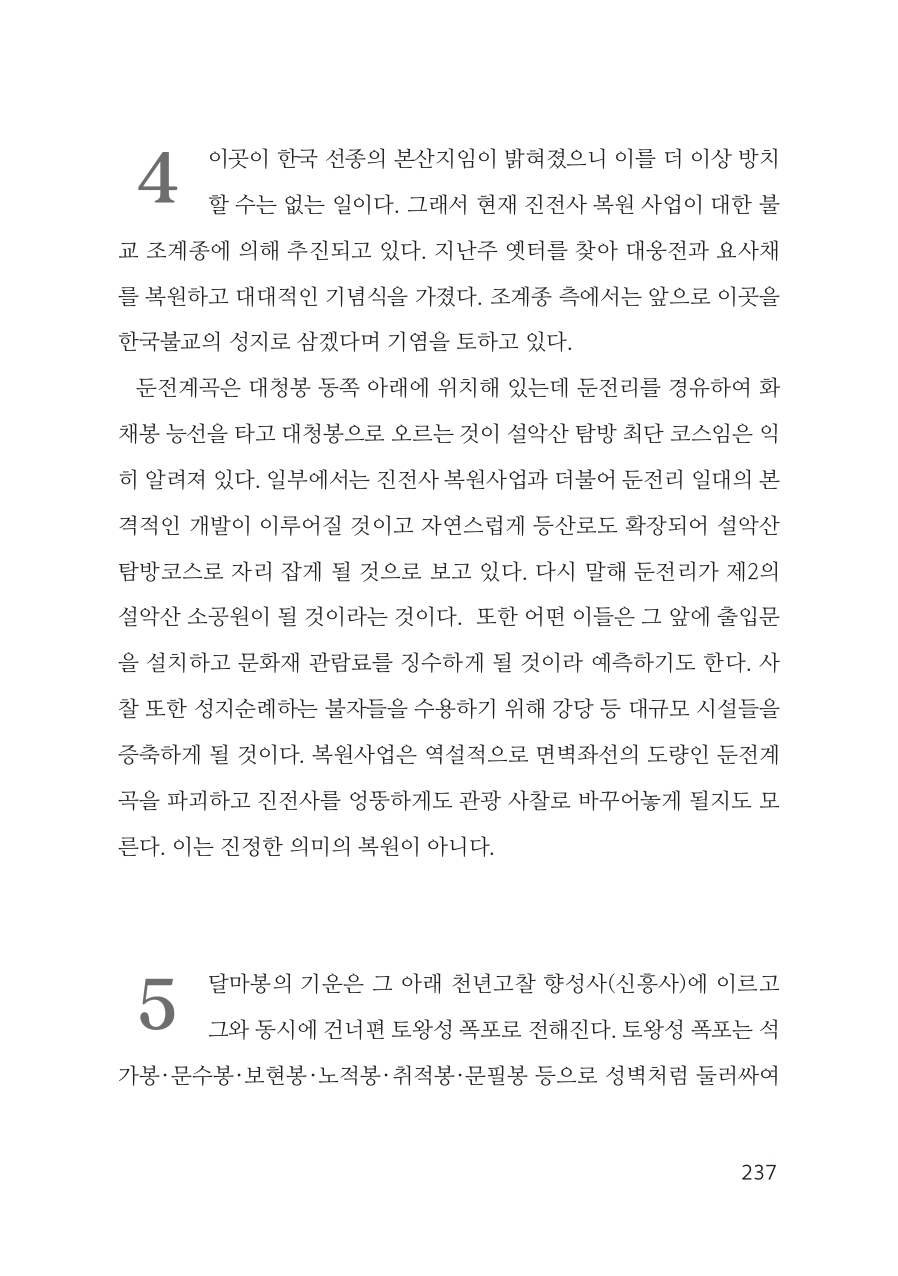 4 이곳이 한국 선종의 본산지임이 밝혀졌으니 이를 더 이상 방치
할 수는 없는 일이다. 그래서 현재 진전사 복원 사업이 대한 불
교 조계종에 의해 추진되고 있다. 지난주 옛터를 찾아 대웅전과 요사채
를 복원하고 대대적인 기념식을 가졌다. 조계종 측에서는 앞으로 이곳을
한국불교의 성지로 삼겠다며 기염을 토하고 있다.
둔전계곡은 대청봉 동쪽 아래에 위치해 있는데 둔전리를 경유하여 화
채봉 능선을 타고 대청봉으로 오르는 것이 설악산 탐방 최단 코스임은 익
히 알려져 있다. 일부에서는 진전사 복원사업과 더불어 둔전리 일대의 본
격적인 개발이 이루어질 것이고 자연스럽게 등산로도 확장되어 설악산
탐방코스로 자리 잡게 될 것으로 보고 있다. 다시 말해 둔전리가 제2의
설악산 소공원이 될 것이라는 것이다. 또한 어떤 이들은 그 앞에 출입문
을 설치하고 문화재 관람료를 징수하게 될 것이라 예측하기도 한다. 사
찰 또한 성지순례하는 불자들을 수용하기 위해 강당 등 대규모 시설들을
증축하게 될 것이다. 복원사업은 역설적으로 면벽좌선의 도량인 둔전계
곡을 파괴하고 진전사를 엉뚱하게도 관광 사찰로 바꾸어놓게 될지도 모
른다. 이는 진정한 의미의 복원이 아니다.
5 달마봉의 기운은 그 아래 천년고찰 향성사(신흥사)에 이르고
그와 동시에 건너편 토왕성 폭포로 전해진다. 토왕성 폭포는 석
가봉·문수봉·보현봉·노적봉·취적봉·문필봉 등으로 성벽처럼 둘러싸여
237